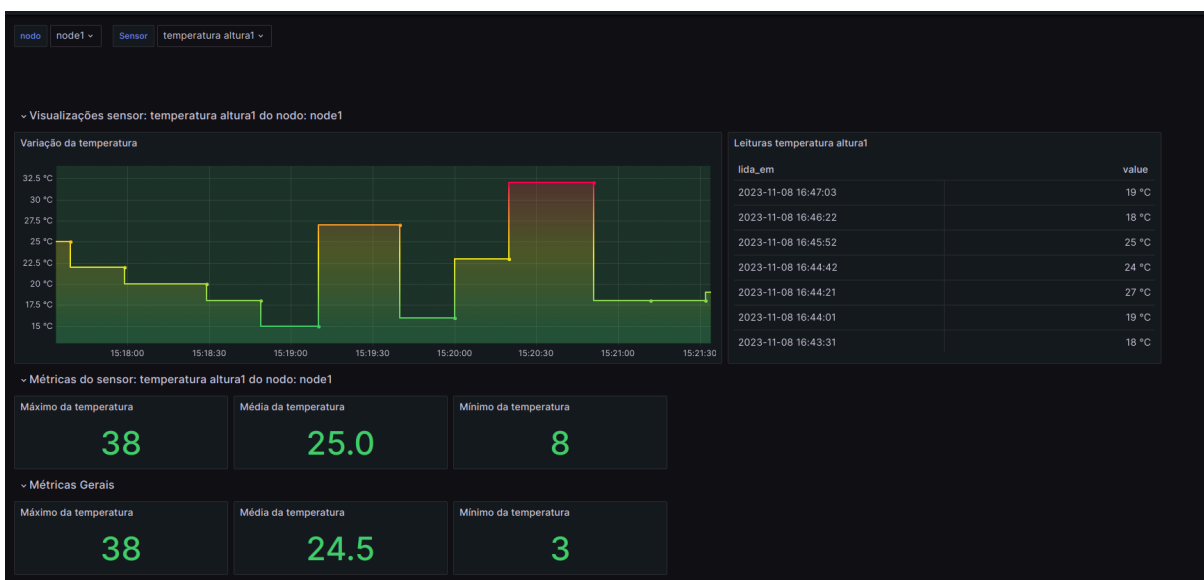 nodo node1 Sensor temperatura altura1
Visualizações sensor: temperatura altura1 do nodo: node1
Variação da temperatura
32.5 °C
30 °C
27.5 °C
25 °C
22.5 °C
20 °C
17.5 °C
15 °C
15:18:00 15:18:30 15:19:00 15:19:30 15:20:00 15:20:30 15:21:00 15:21:30
Leituras temperatura altura1
lida_em value
2023-11-08 16:47:03 19 °C
2023-11-08 16:46:22 18 °C
2023-11-08 16:45:52 25 °C
2023-11-08 16:44:42 24 °C
2023-11-08 16:44:21 27 °C
2023-11-08 16:44:01 19 °C
2023-11-08 16:43:31 18 °C
Métricas do sensor: temperatura altura1 do nodo: node1
Máximo da temperatura Média da temperatura Mínimo da temperatura
38 25.0 8
Métricas Gerais
Máximo da temperatura Média da temperatura Mínimo da temperatura
38 24.5 3